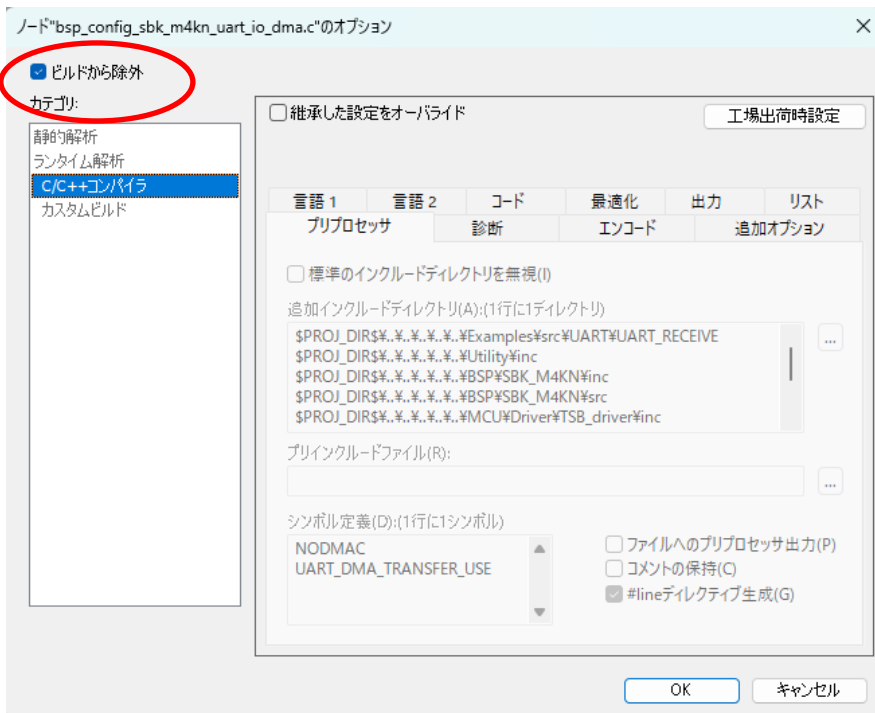 ノード"bsp_config_sbk_m4kn_uart_io_dma.c"のオプション
ビルドから除外
カテゴリ:
静的解析
ランタイム解析
C/C++コンパイラ
カスタムビルド
継承した設定をオーバライド
工場出荷時設定
言語 1 言語 2 コード 最適化 出力 リスト
プリプロセッサ 診断 エンコード 追加オプション
標準のインクルードディレクトリを無視(I)
追加インクルードディレクトリ(A):(1行に1ディレクトリ)
$PROJ_DIR$¥..¥..¥..¥..¥..¥Examples¥src¥UART¥UART_RECEIVE
$PROJ_DIR$¥..¥..¥..¥..¥..¥Utility¥inc
$PROJ_DIR$¥..¥..¥..¥..¥..¥BSP¥SBK_M4KN¥inc
$PROJ_DIR$¥..¥..¥..¥..¥..¥BSP¥SBK_M4KN¥src
$PROJ_DIR$¥..¥..¥..¥..¥..¥MCU¥Driver¥TSB_driver¥inc
...
プリインクルードファイル(R):
...
シンボル定義(D):(1行に1シンボル)
NODMAC
UART_DMA_TRANSFER_USE
ファイルへのプリプロセッサ出力(P)
コメントの保持(C)
#lineディレクティブ生成(G)
OK
キャンセル